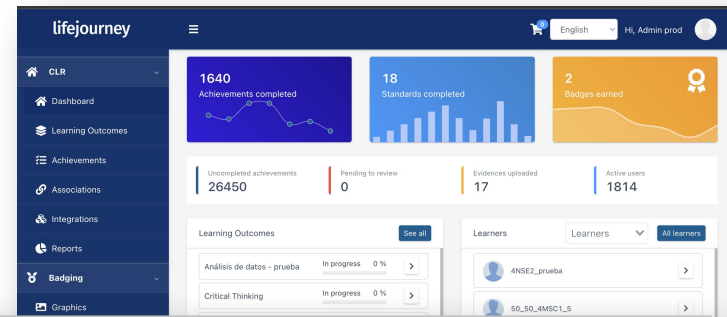 lifejourney
0
English
Hi, Admin prod
CLR
Dashboard
Learning Outcomes
Achievements
Associations
Integrations
Reports
Badging
Graphics
1640
Achievements completed
18
Standards completed
2
Badges earned
Uncompleted achievements
26450
Pending to review
0
Evidences uploaded
17
Active users
1814
Learning Outcomes
See all
Análisis de datos - prueba
In progress 0 %
Critical Thinking
In progress 0 %
Learners
Learners
All learners
4NSE2_prueba
50_50_4MSC1_5